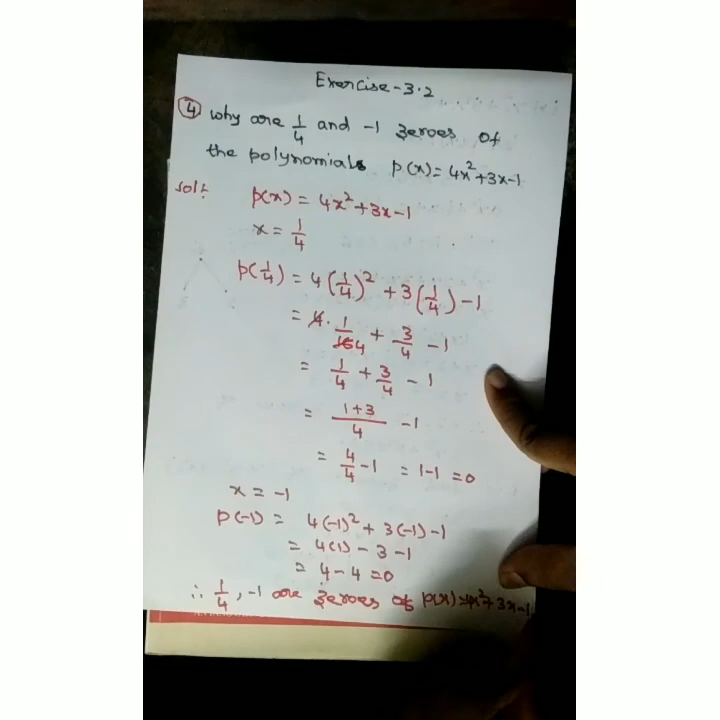 Exercise-3.2
④ why are 1/4 and -1 zeroes of
the polynomials p(x)=4x²+3x-1
Sol:
p(x) = 4x²+3x-1
x = 1/4
p(1/4) = 4(1/4)² + 3(1/4) - 1
= 4. 1/16 4 + 3/4 - 1
= 1/4 + 3/4 - 1
= 1+3/4 - 1
= 4/4 - 1 = 1-1 = 0
x = -1
p(-1) = 4(-1)² + 3(-1) - 1
= 4(1) - 3 - 1
= 4 - 4 = 0
∴ 1/4, -1 are zeroes of p(x)=4x²+3x-1